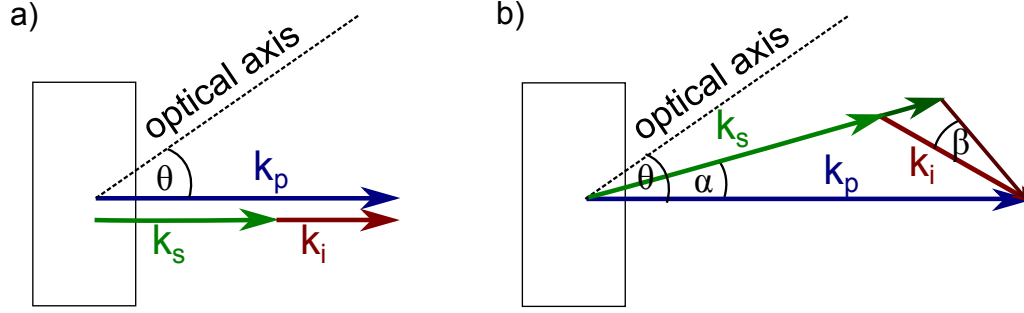 a)
optical axis
θ
kp
ks
ki
b)
optical axis
ks
θ
α
kp
ki
β